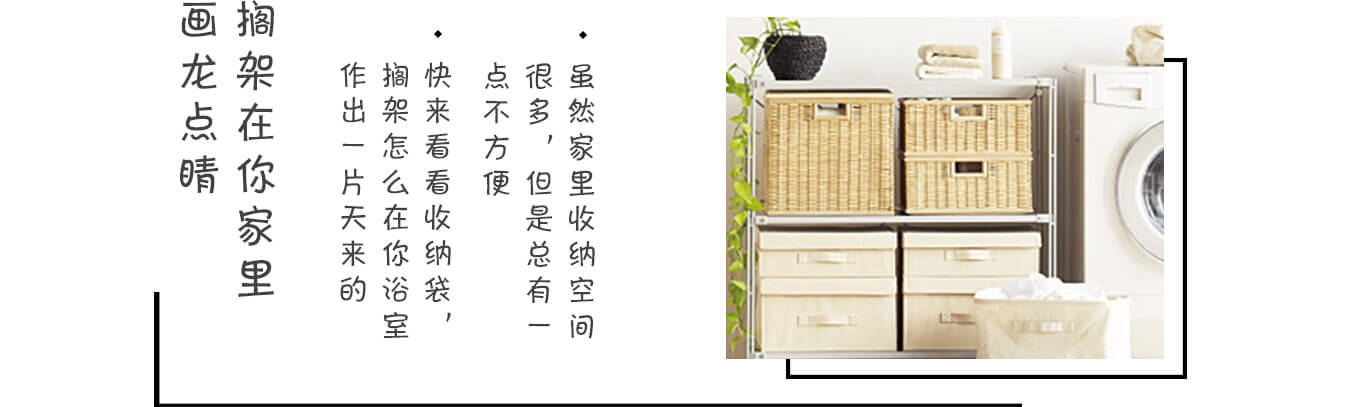 虽然家里收纳空间
很多，但是总有一
点不方便
快来看看收纳袋，
搁架怎么在你浴室
作出一片天来的
搁架在你家里
画龙点睛